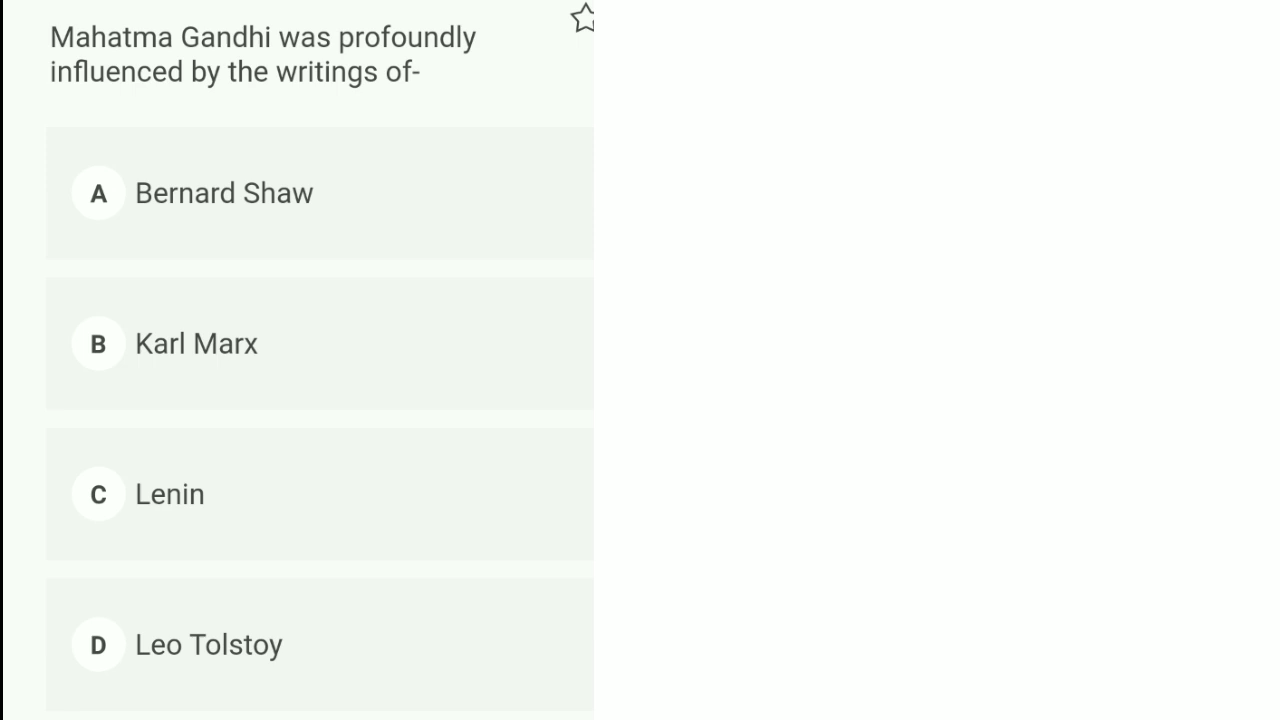 Mahatma Gandhi was profoundly
influenced by the writings of-
A Bernard Shaw
B Karl Marx
C Lenin
D Leo Tolstoy